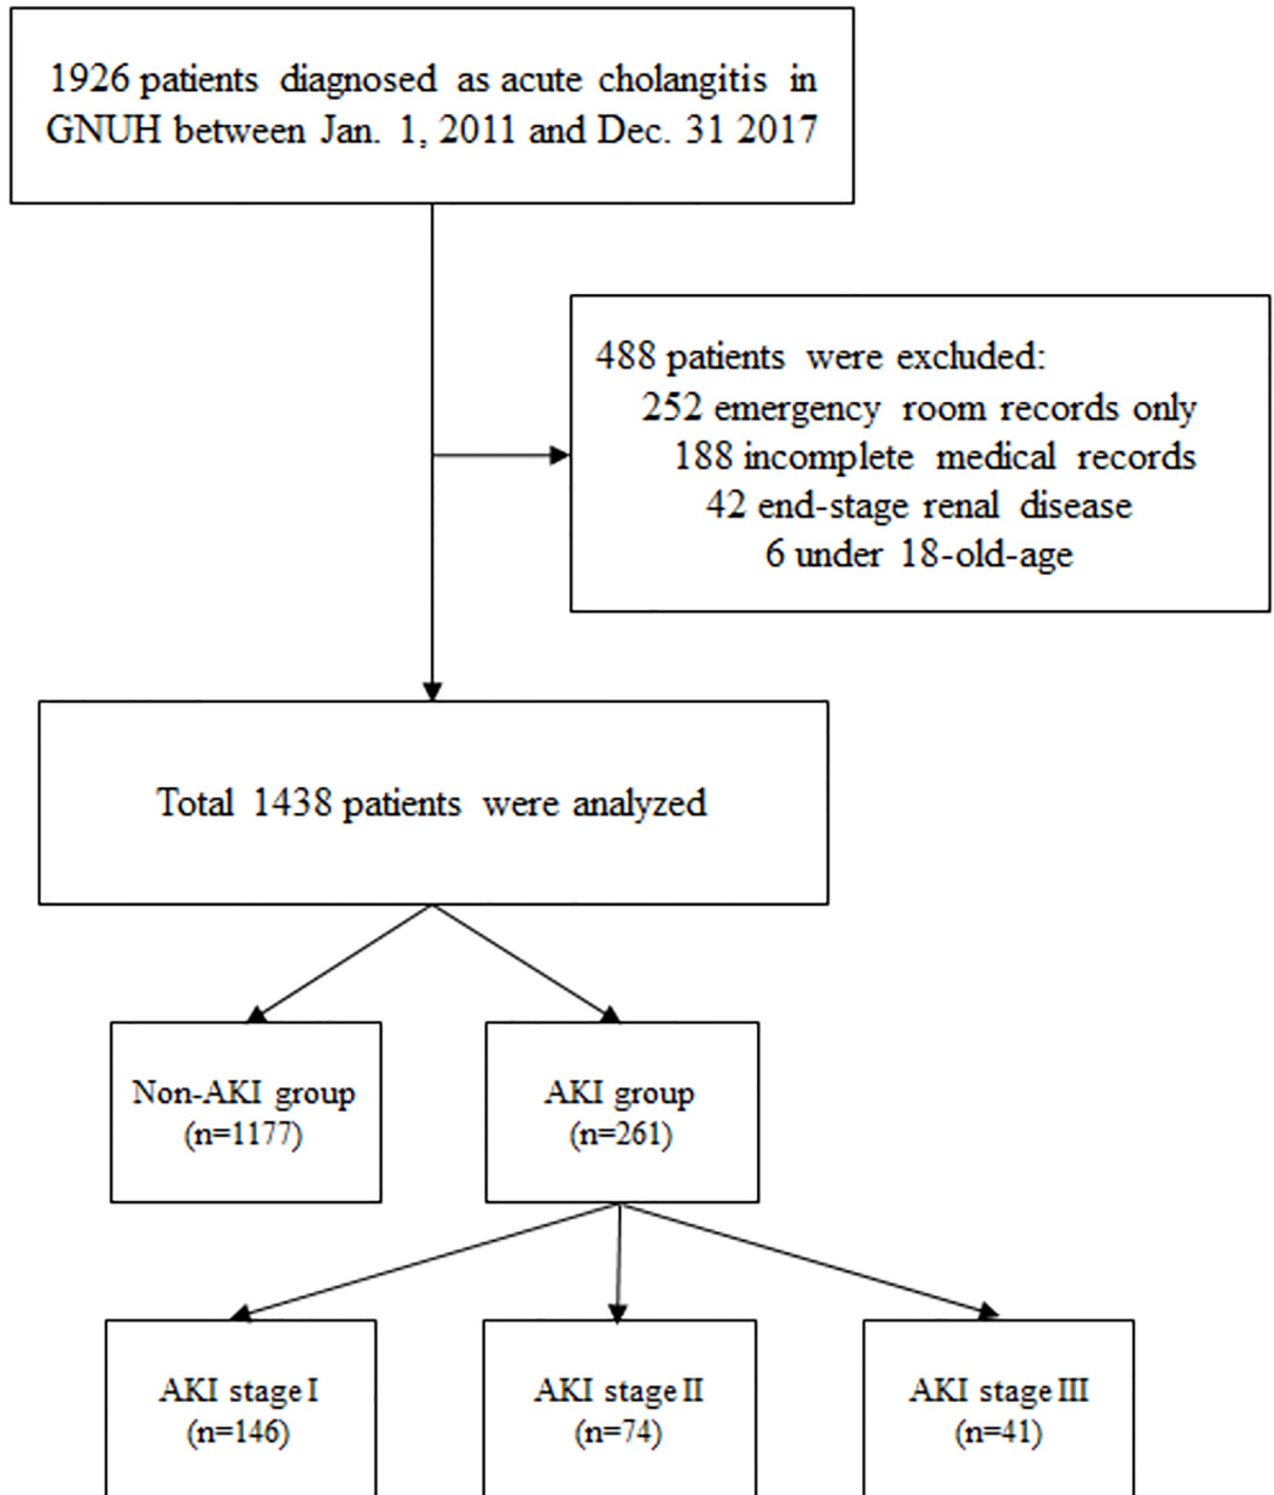 1926 patients diagnosed as acute cholangitis in
GNUH between Jan. 1, 2011 and Dec. 31 2017
488 patients were excluded:
252 emergency room records only
188 incomplete medical records
42 end-stage renal disease
6 under 18-old-age
Total 1438 patients were analyzed
Non-AKI group
(n=1177)
AKI group
(n=261)
AKI stage I
(n=146)
AKI stage II
(n=74)
AKI stage III
(n=41)